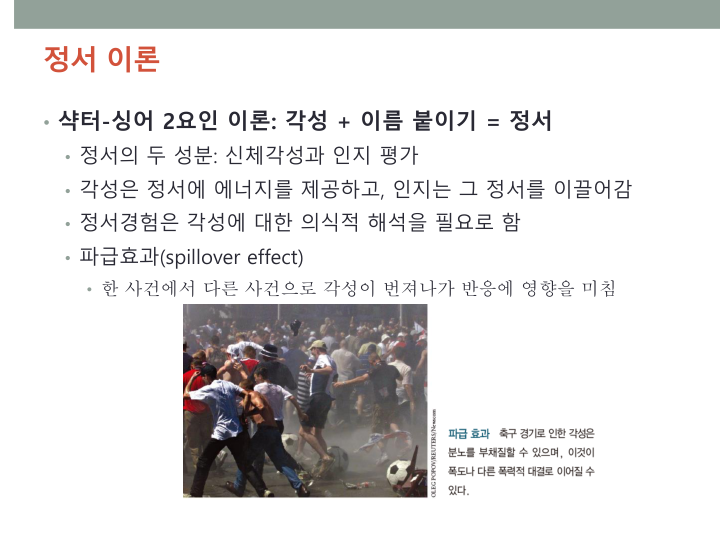 정서 이론
• 샥터-싱어 2요인 이론: 각성 + 이름 붙이기 = 정서
• 정서의 두 성분: 신체각성과 인지 평가
• 각성은 정서에 에너지를 제공하고, 인지는 그 정서를 이끌어감
• 정서경험은 각성에 대한 의식적 해석을 필요로 함
• 파급효과(spillover effect)
• 한 사건에서 다른 사건으로 각성이 번져나가 반응에 영향을 미침
OLEG POPOV/REUTERS/Newscom
파급 효과 축구 경기로 인한 각성은
분노를 부채질할 수 있으며, 이것이
폭도나 다른 폭력적 대결로 이어질 수
있다.